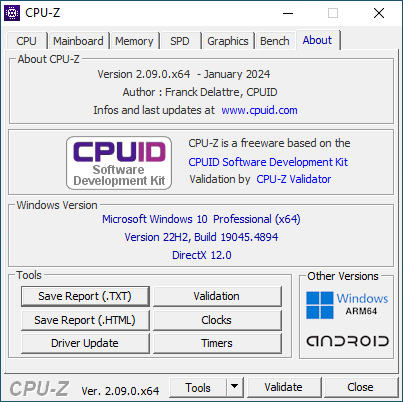 CPU-Z
CPU Mainboard Memory SPD Graphics Bench About
About CPU-Z
Version 2.09.0.x64 - January 2024
Author : Franck Delattre, CPUID
Infos and last updates at www.cpuid.com
CPUID
Software
Development Kit
CPU-Z is a freeware based on the
CPUID Software Development Kit
Validation by CPU-Z Validator
Windows Version
Microsoft Windows 10 Professional (x64)
Version 22H2, Build 19045.4894
DirectX 12.0
Tools
Save Report (.TXT) Validation
Save Report (.HTML) Clocks
Driver Update Timers
Other Versions
Windows
ARM64
ANDROID
CPU-Z Ver. 2.09.0.x64 Tools Validate Close